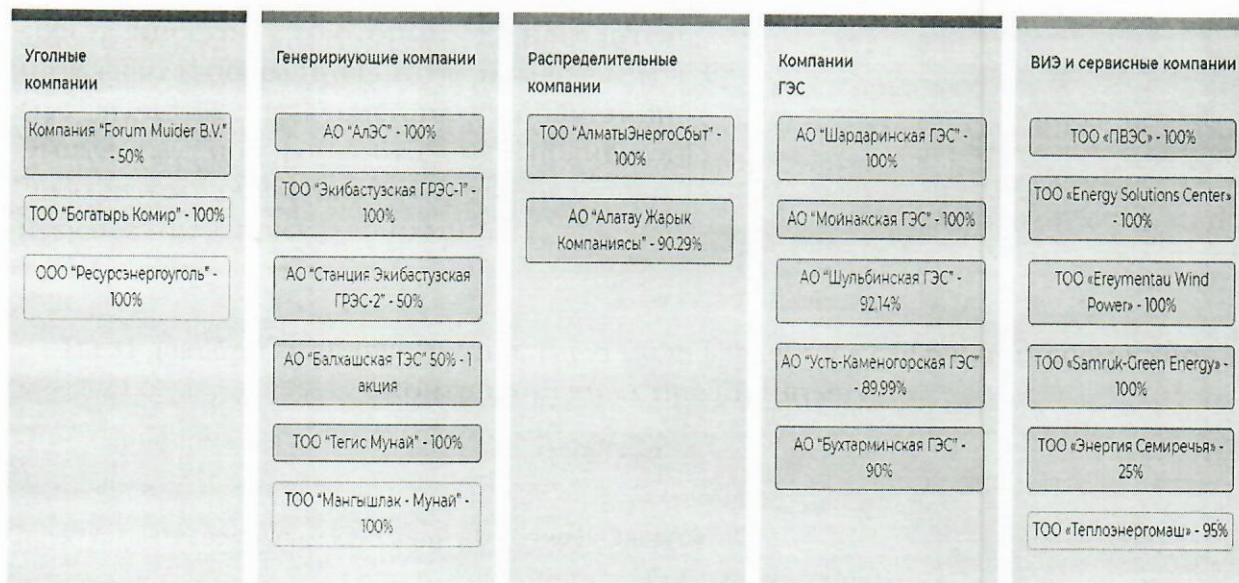 Уголные
компании
Компания "Forum Muider B.V."
- 50%
ТОО "Богатырь Комир" - 100%
ООО "Ресурсэнергоуголь" -
100%
Генеририующие компании
АО "АлЭС" - 100%
ТОО "Экибастузская ГРЭС-1" -
100%
АО "Станция Экибастузская
ГРЭС-2" - 50%
АО "Балхашская ТЭС" 50% - 1
акция
ТОО "Тегис Мунай" - 100%
ТОО "Мангышлак - Мунай" -
100%
Распределительные
компании
ТОО "АлматыЭнергоСбыт" -
100%
АО "Алатау Жарык
Компаниясы" - 90.29%
Компании
ГЭС
АО "Шардаринская ГЭС" -
100%
АО "Мойнакская ГЭС" - 100%
АО "Шульбинская ГЭС" -
92.14%
АО "Усть-Каменогорская ГЭС"
- 89,99%
АО "Бухтарминская ГЭС" -
90%
ВИЭ и сервисные компании
ТОО «ПВЭС» - 100%
ТОО «Energy Solutions Center»
- 100%
ТОО «Ereymentau Wind
Power» - 100%
ТОО «Samruk-Green Energy» -
100%
ТОО «Энергия Семиречья» -
25%
ТОО «Теплоэнергомаш» - 95%